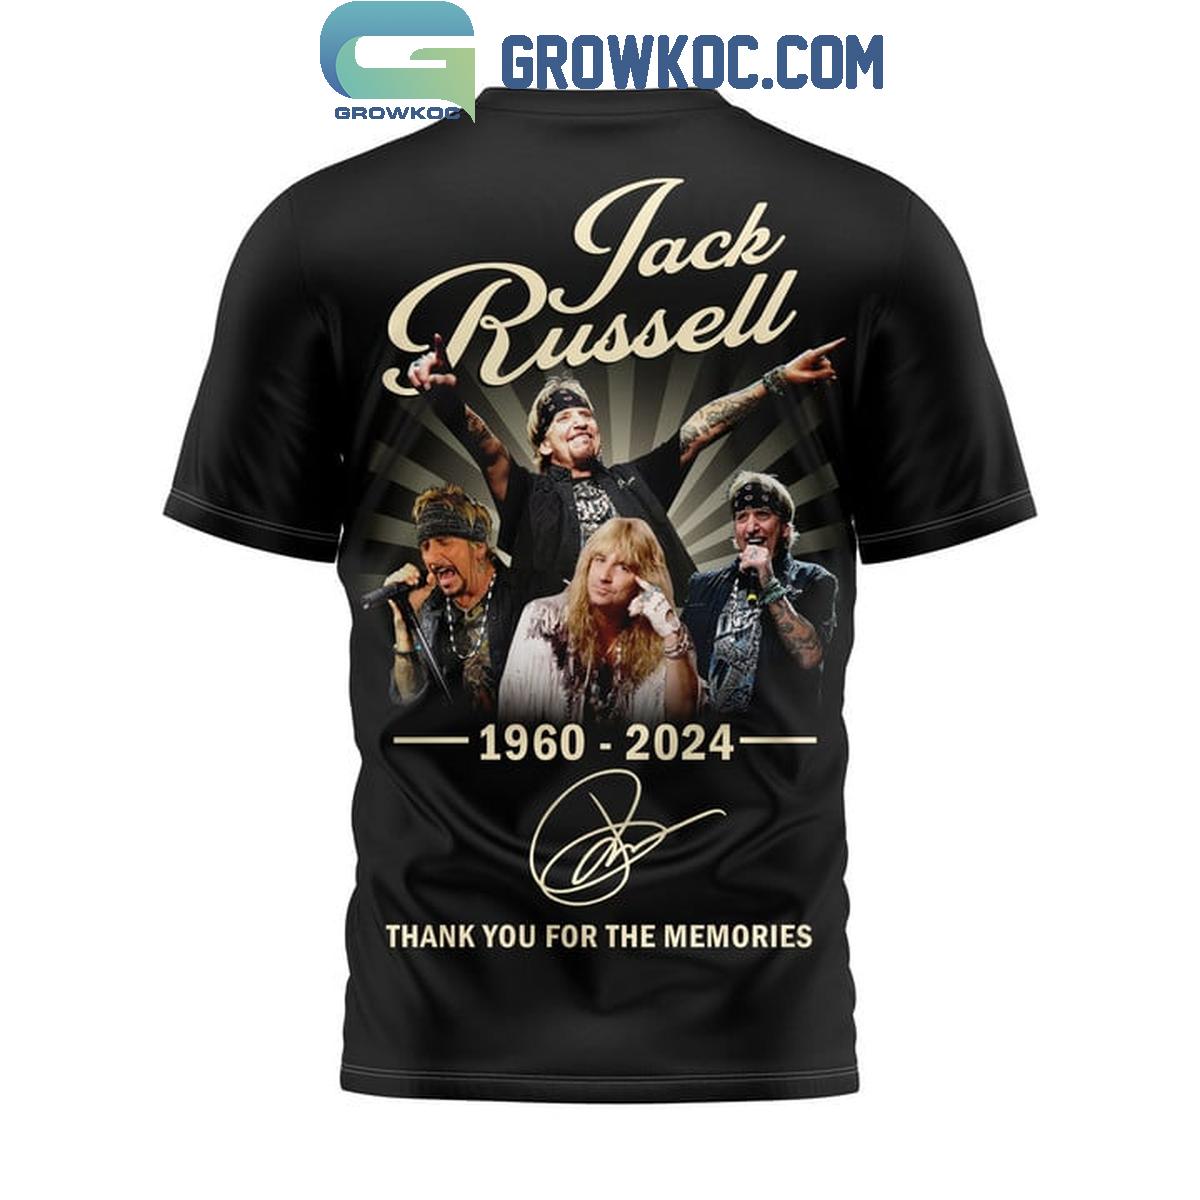 GROWKOC.COM
GROWKOC
Jack
Russell
1960 - 2024
THANK YOU FOR THE MEMORIES